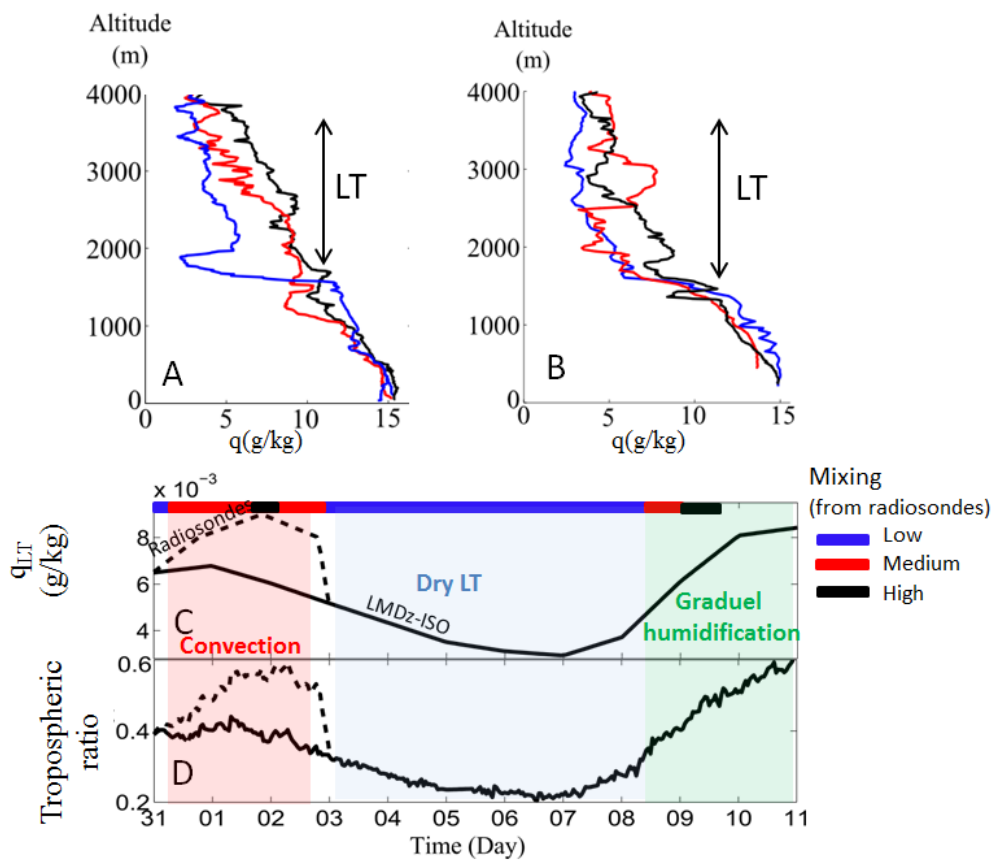 Altitude
(m)
4000
3000
2000
1000
0
0
5
10
15
q(g/kg)
A
LT
Altitude
(m)
4000
3000
2000
1000
0
0
5
10
15
q(g/kg)
B
LT
Mixing
(from radiosondes)
Low
Medium
High
x 10⁻³
q_LT
(g/kg)
8
6
4
Radiosondes
LMDz-ISO
C
Convection
Dry LT
Graduel
humidification
Tropospheric
ratio
0.6
0.4
0.2
D
31 01 02 03 04 05 06 07 08 09 10 11
Time (Day)